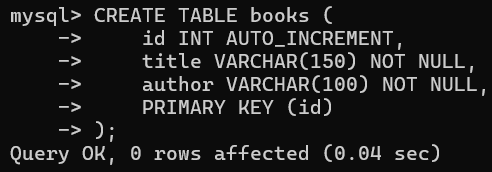 mysql> CREATE TABLE books (
    ->     id INT AUTO_INCREMENT,
    ->     title VARCHAR(150) NOT NULL,
    ->     author VARCHAR(100) NOT NULL,
    ->     PRIMARY KEY (id)
    -> );
Query OK, 0 rows affected (0.04 sec)